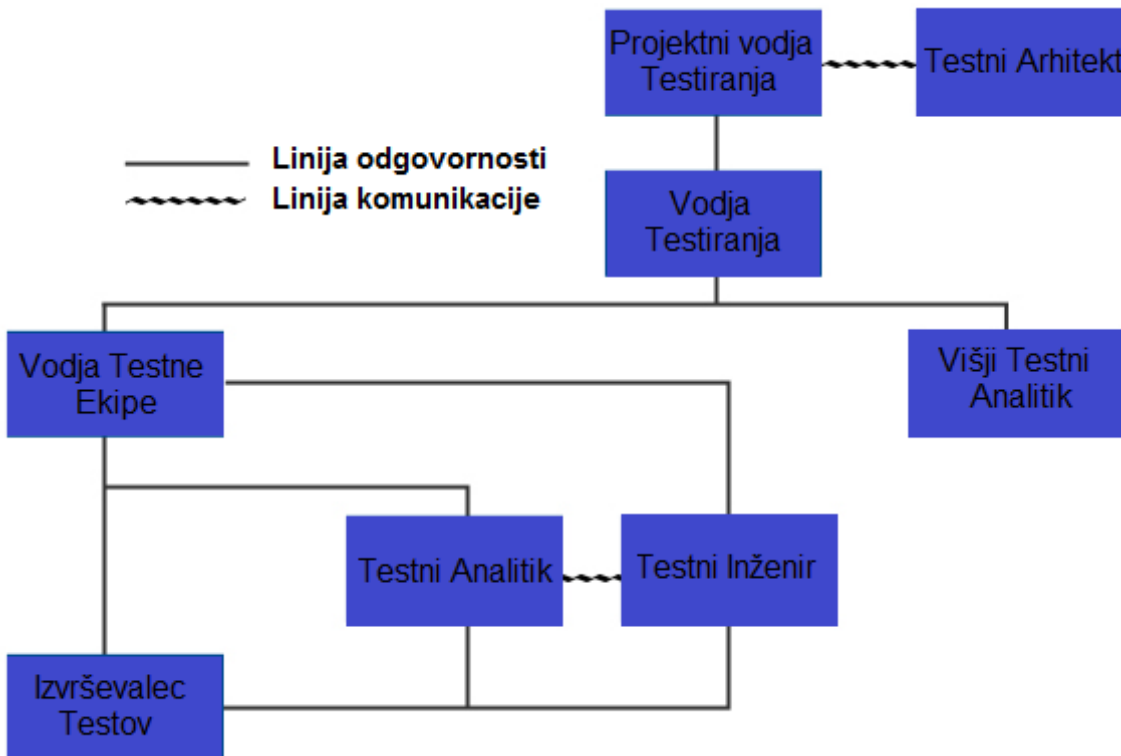 Projektni vodja
Testiranja
Testni Arhitekt
Linija odgovornosti
Linija komunikacije
Vodja
Testiranja
Vodja Testne
Ekipe
Višji Testni
Analitik
Testni Analitik
Testni Inženir
Izvrševalec
Testov